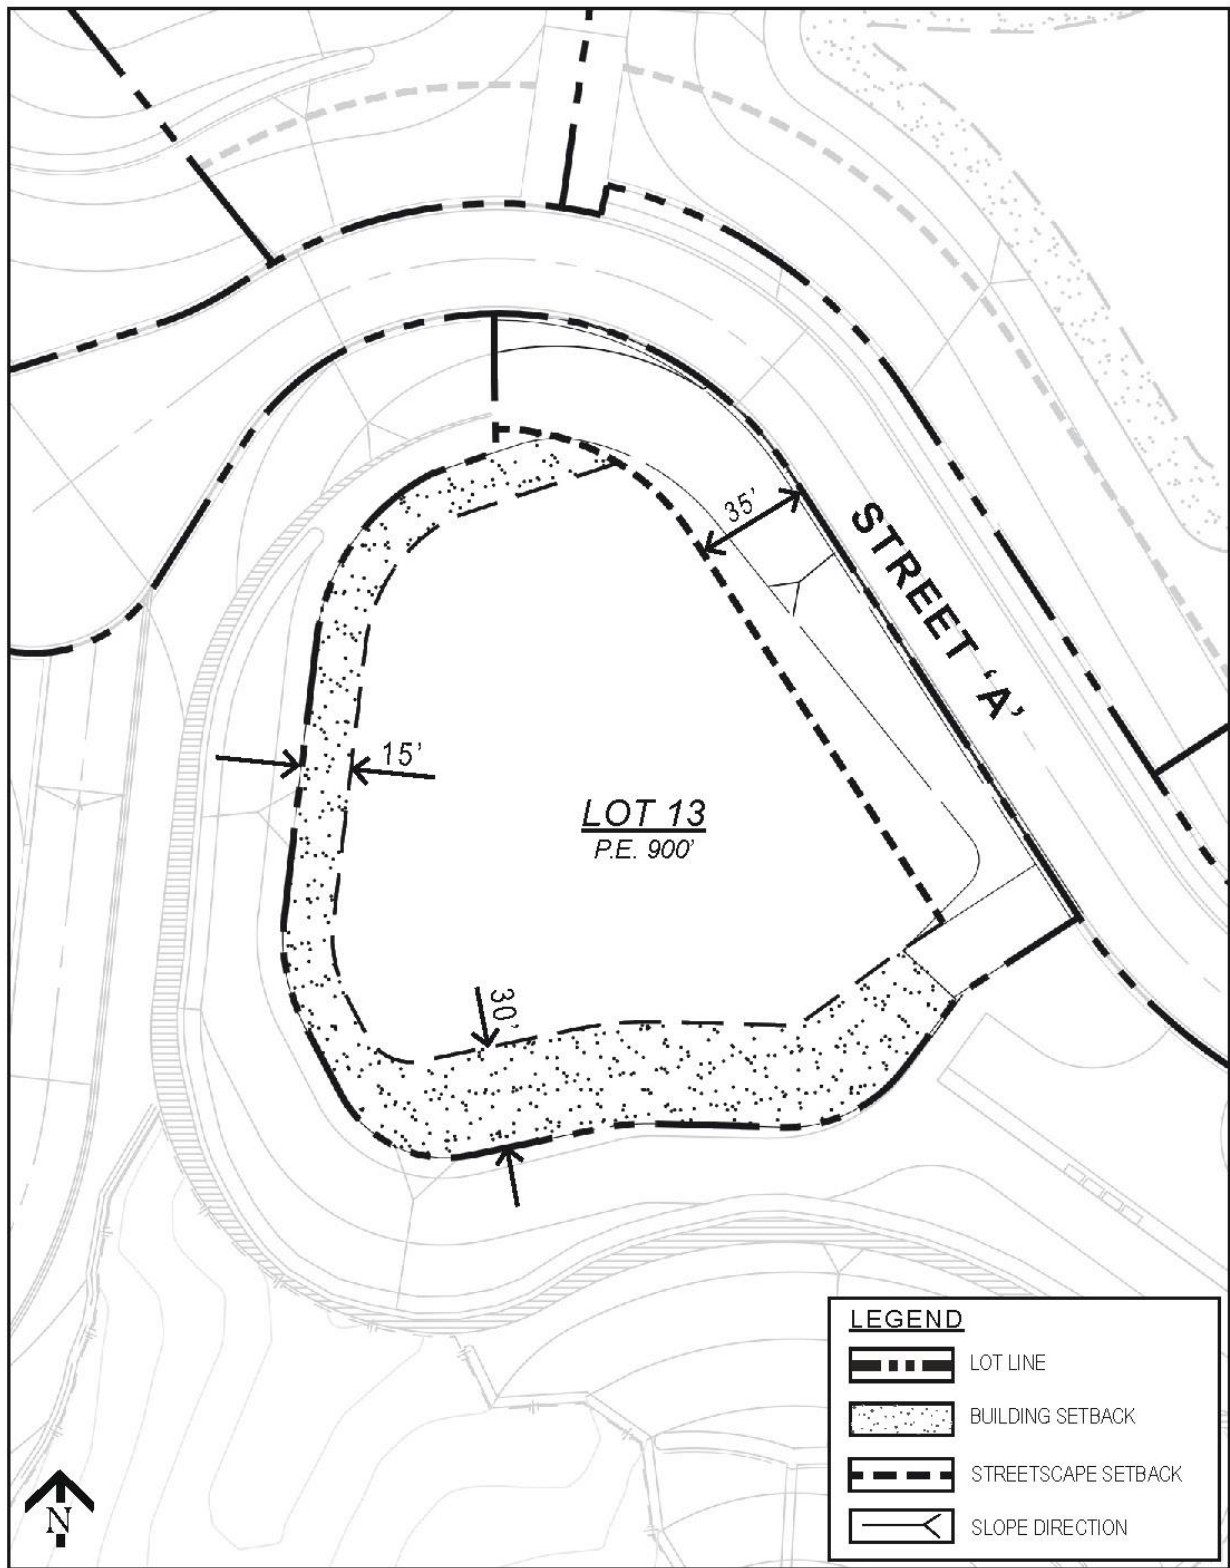 35’
STREET ‘A’
15’
LOT 13
P.E. 900’
30’
LEGEND
LOT LINE
BUILDING SETBACK
STREETSCAPE SETBACK
SLOPE DIRECTION
N